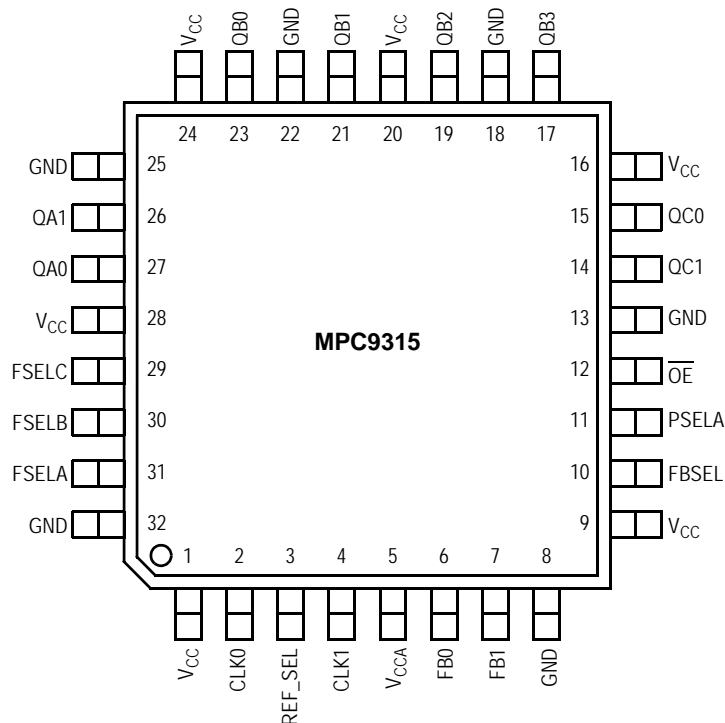 VCC QB0 GND QB1 VCC QB2 GND QB3
24 23 22 21 20 19 18 17
GND 25 16 VCC
QA1 26 15 QC0
QA0 27 14 QC1
VCC 28 13 GND
MPC9315
FSELC 29 12 O̅E̅
FSELB 30 11 PSELA
FSELA 31 10 FBSEL
GND 32 9 VCC
1 2 3 4 5 6 7 8
VCC CLK0 REF_SEL CLK1 VCCA FB0 FB1 GND